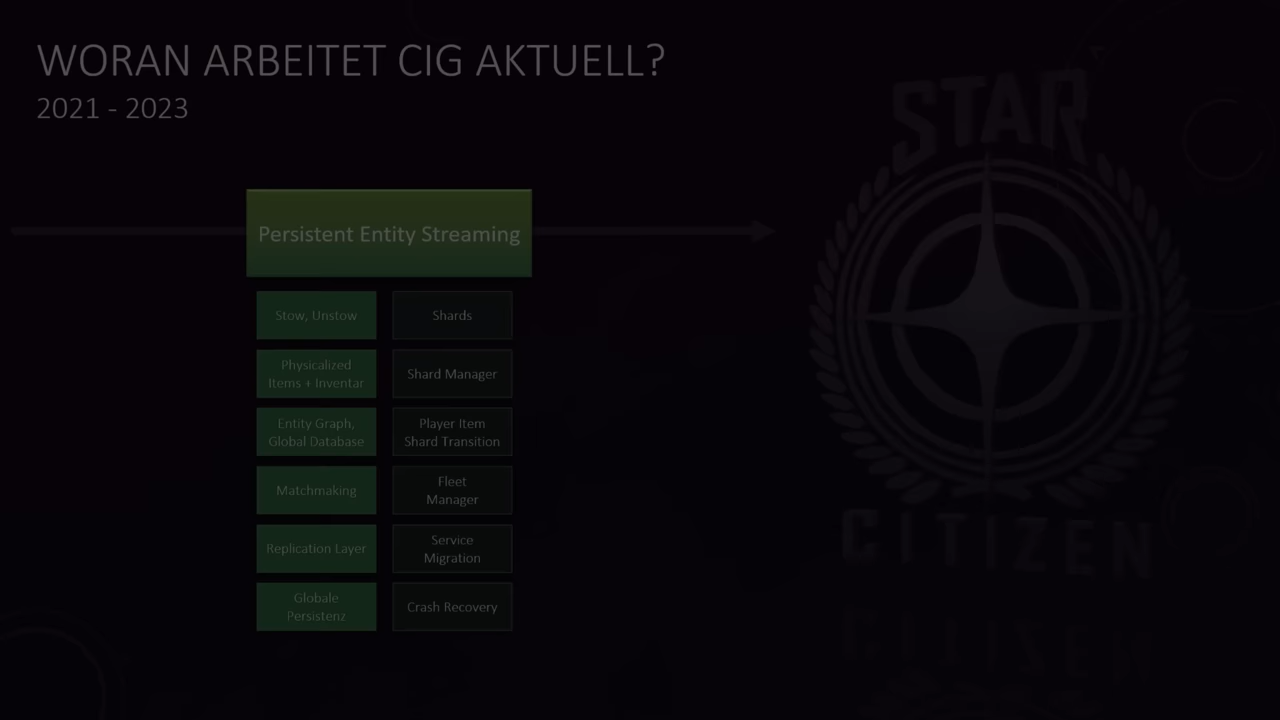 WORAN ARBEITET CIG AKTUELL?
2021 - 2023
Persistent Entity Streaming
Stow, Unstow
Shards
Physicalized
Items + Inventar
Shard Manager
Entity Graph,
Global Database
Player Item
Shard Transition
Matchmaking
Fleet
Manager
Replication Layer
Service
Migration
Globale
Persistenz
Crash Recovery
STAR
CITIZEN